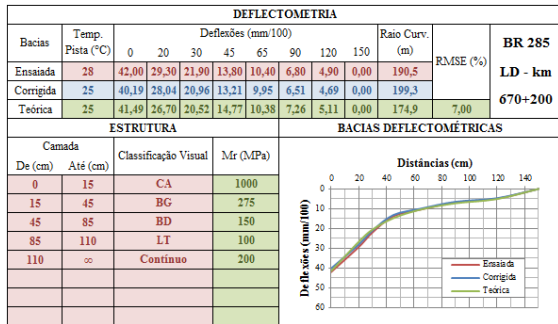 DEFLECTOMETRIA
Bacias Temp. Pista (°C) Deflexões (mm/100) Raio Curv. (m) RMSE (%) BR 285 LD - km 670+200
0 20 30 45 65 90 120 150
Ensaiada 28 42,00 29,30 21,90 13,80 10,40 6,80 4,90 0,00 190,5
Corrigida 25 40,19 28,04 20,96 13,21 9,95 6,51 4,69 0,00 199,3
Teórica 25 41,49 26,70 20,52 14,77 10,38 7,26 5,11 0,00 174,9 7,00
ESTRUTURA
Camada Classificação Visual Mr (MPa)
De (cm) Até (cm)
0 15 CA 1000
15 45 BG 275
45 85 BD 150
85 110 LT 100
110 ∞ Contínuo 200
BACIAS DEFLECTOMÉTRICAS
Distâncias (cm)
0 20 40 60 80 100 120 140
Deflexões (mm/100)
0
10
20
30
40
50
60
Ensaíada
Corrigida
Teórica